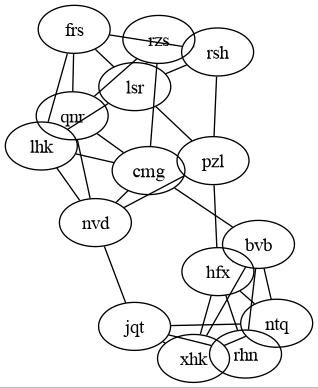 frs
rzs
rsh
lsr
qnr
lhk
cmg
pzl
nvd
bvb
hfx
jqt
ntq
xhk
rhn